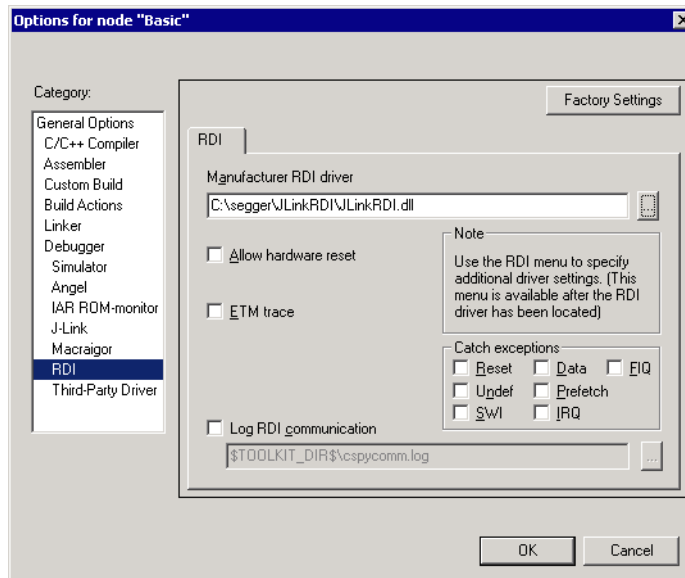 Options for node "Basic"
Category:
General Options
C/C++ Compiler
Assembler
Custom Build
Build Actions
Linker
Debugger
Simulator
Angel
IAR ROM-monitor
J-Link
Macraigor
RDI
Third-Party Driver
Factory Settings
RDI
Manufacturer RDI driver
C:\segger\JLinkRDI\JLinkRDI.dll
...
Allow hardware reset
ETM trace
Note
Use the RDI menu to specify
additional driver settings. (This
menu is available after the RDI
driver has been located)
Catch exceptions
Reset Data FIQ
Undef Prefetch
SWI IRQ
Log RDI communication
$TOOLKIT_DIR$\cspycomm.log
...
OK Cancel